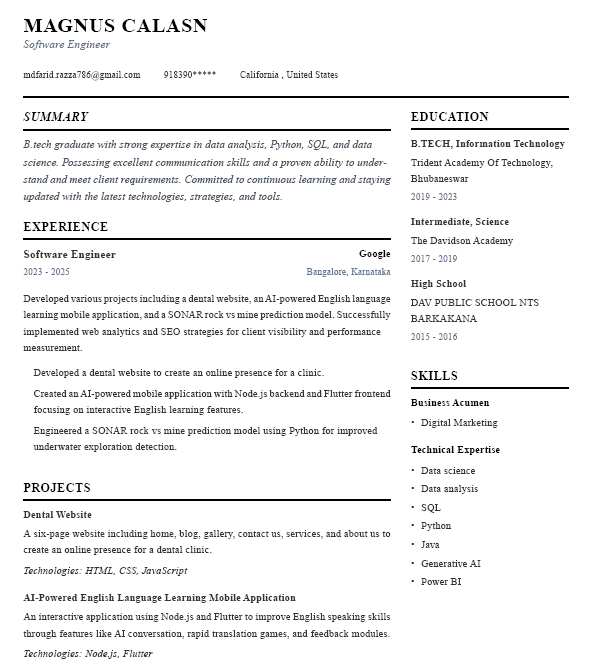 MAGNUS CALASN
Software Engineer
mdfarid.razza786@gmail.com 918390***** California , United States
SUMMARY
B.tech graduate with strong expertise in data analysis, Python, SQL, and data
science. Possessing excellent communication skills and a proven ability to under-
stand and meet client requirements. Committed to continuous learning and staying
updated with the latest technologies, strategies, and tools.
EXPERIENCE
Software Engineer Google
2023 - 2025 Bangalore, Karnataka
Developed various projects including a dental website, an AI-powered English language
learning mobile application, and a SONAR rock vs mine prediction model. Successfully
implemented web analytics and SEO strategies for client visibility and performance
measurement.
Developed a dental website to create an online presence for a clinic.
Created an AI-powered mobile application with Node.js backend and Flutter frontend
focusing on interactive English learning features.
Engineered a SONAR rock vs mine prediction model using Python for improved
underwater exploration detection.
PROJECTS
Dental Website
A six-page website including home, blog, gallery, contact us, services, and about us to
create an online presence for a dental clinic.
Technologies: HTML, CSS, JavaScript
AI-Powered English Language Learning Mobile Application
An interactive application using Node.js and Flutter to improve English speaking skills
through features like AI conversation, rapid translation games, and feedback modules.
Technologies: Node.js, Flutter
EDUCATION
B.TECH, Information Technology
Trident Academy Of Technology,
Bhubaneswar
2019 - 2023
Intermediate, Science
The Davidson Academy
2017 - 2019
High School
DAV PUBLIC SCHOOL NTS
BARKAKANA
2015 - 2016
SKILLS
Business Acumen
• Digital Marketing
Technical Expertise
• Data science
• Data analysis
• SQL
• Python
• Java
• Generative AI
• Power BI